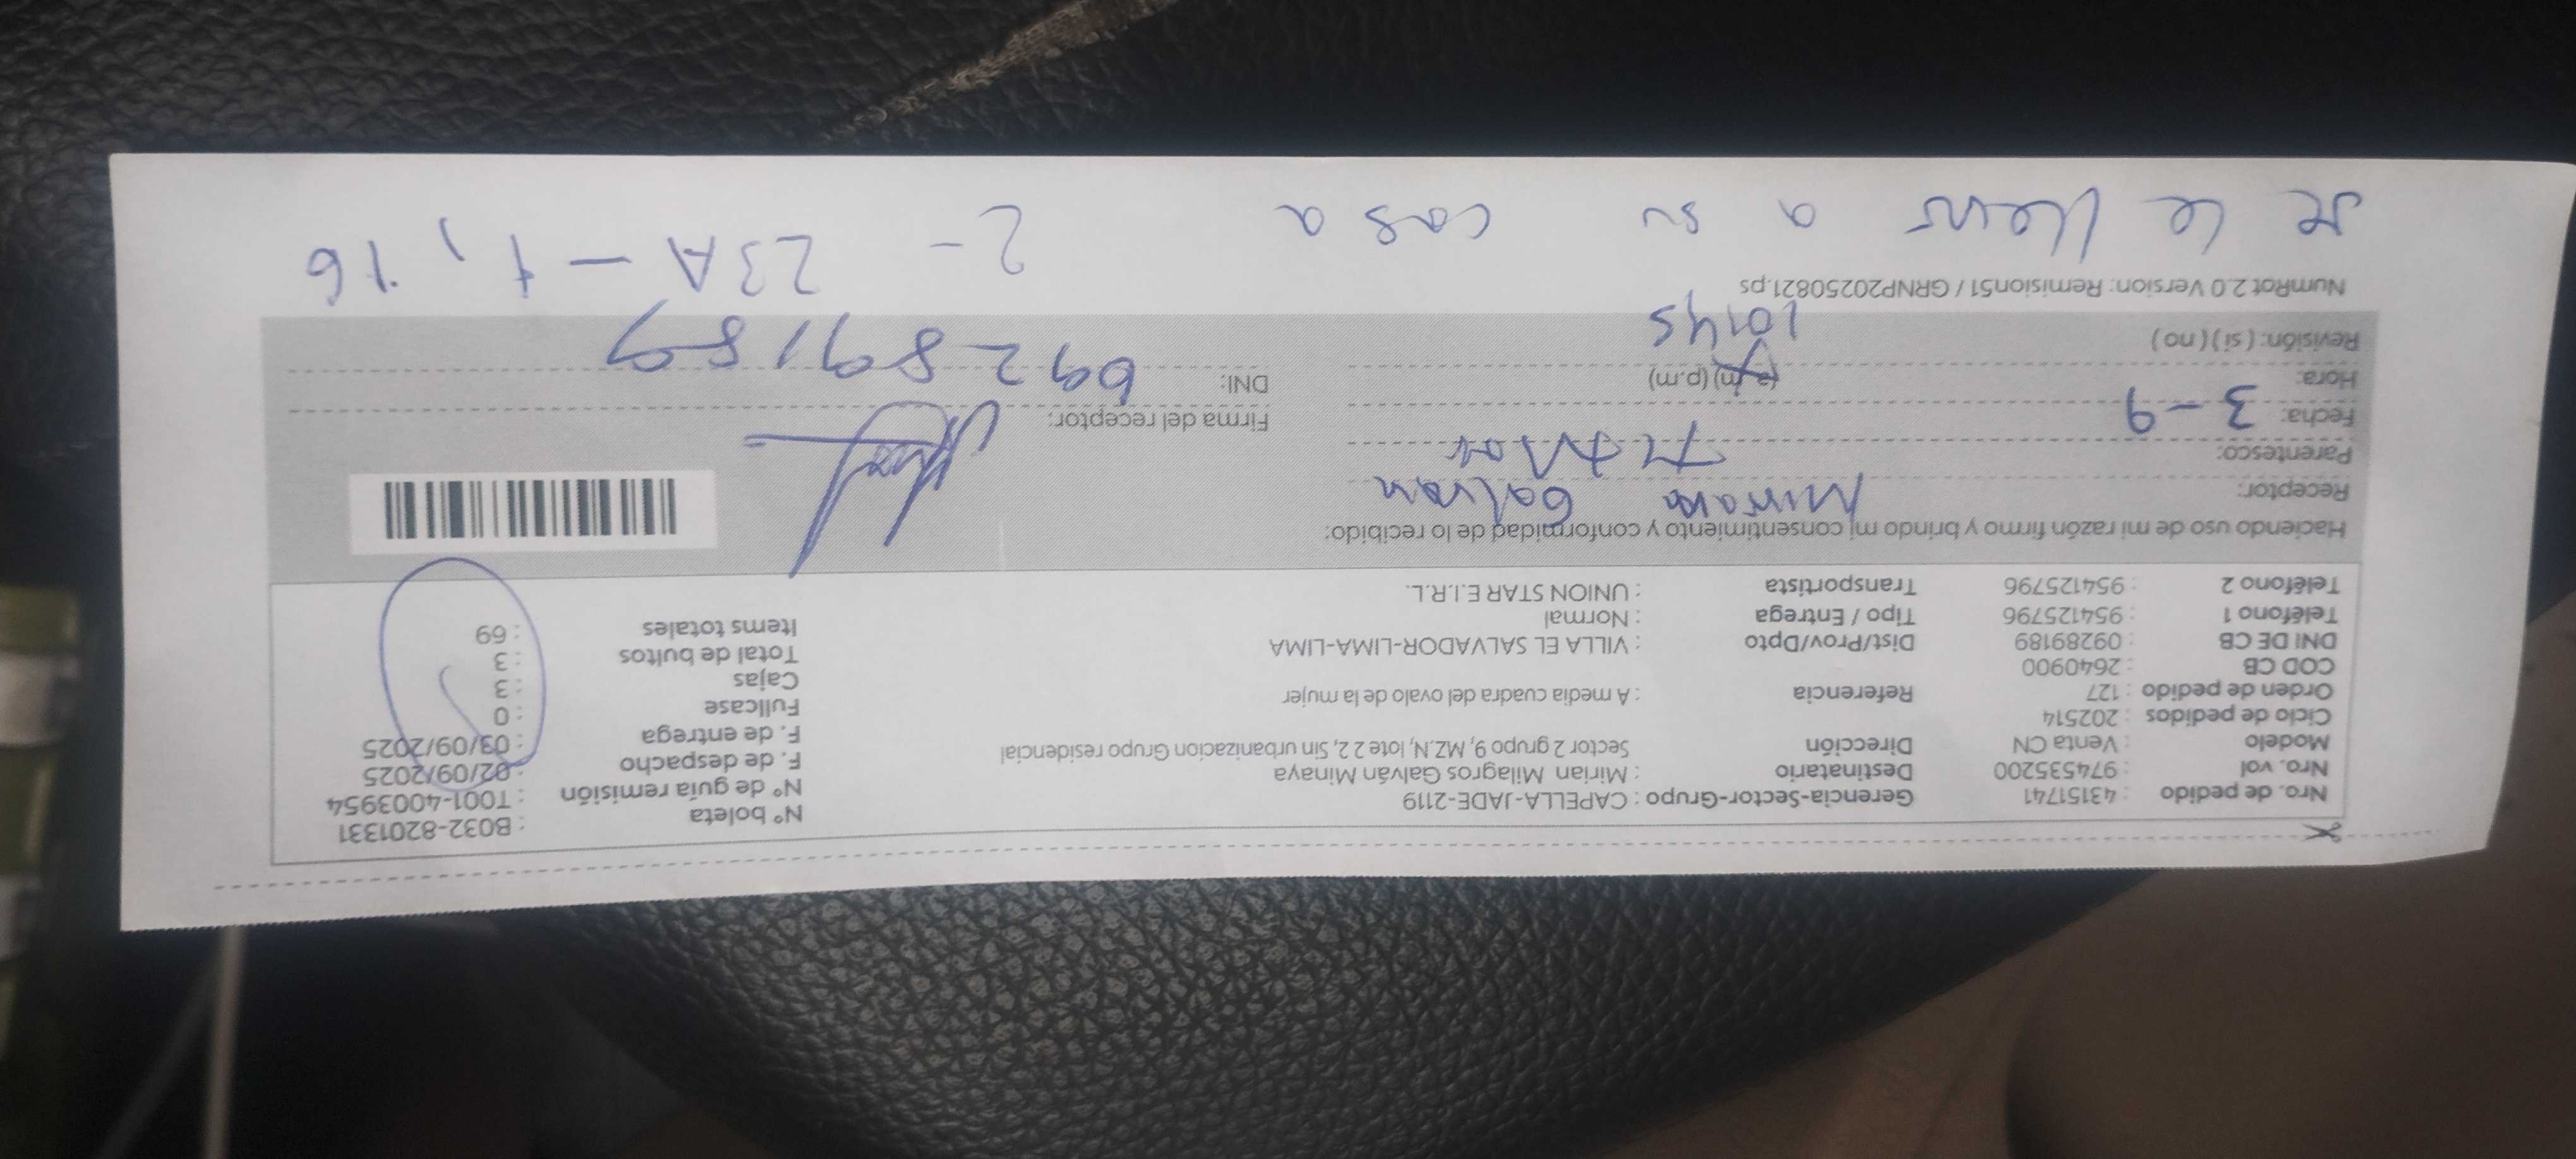 Nro. de pedido : 43151741 Gerencia-Sector-Grupo : CAPELLA-JADE-2119 N° boleta : B032-8201331
Nro. vol : 974535200 Destinatario : Mirian Milagros Galván Minaya N° de guía remisión : T001-4003954
Modelo : Venta CN Dirección Sector 2 grupo 9, MZ.N, lote 2 2, Sin urbanizacion Grupo residencial F. de despacho : 02/09/2025
Ciclo de pedidos : 202514 F. de entrega : 03/09/2025
Orden de pedido : 127 Referencia : A media cuadra del ovalo de la mujer Fullcase : 0
COD CB : 2640900 Cajas : 3
DNI DE CB : 09289189 Dist/Prov/Dpto : VILLA EL SALVADOR-LIMA-LIMA Total de bultos : 3
Teléfono 1 : 954125796 Tipo / Entrega : Normal Items totales : 69
Teléfono 2 : 954125796 Transportista : UNION STAR E.I.R.L.
Haciendo uso de mi razón firmo y brindo mi consentimiento y conformidad de lo recibido:
Receptor: Galvan
Parentesco:
Fecha: 3-9 Firma del receptor:
Hora: (a.m) (p.m) DNI:
Revisión: ( si ) ( no )
NumRot 2.0 Version: Remision51 / GRNP20250821.ps
se le llevo a su casa 2- 23A - 1, 16